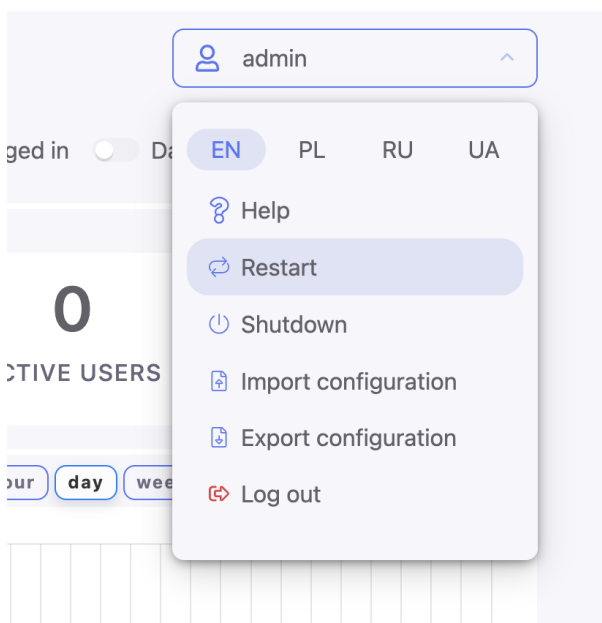 admin
ged in
EN PL RU UA
Help
Restart
0
Shutdown
CTIVE USERS
Import configuration
Export configuration
our day wee
Log out